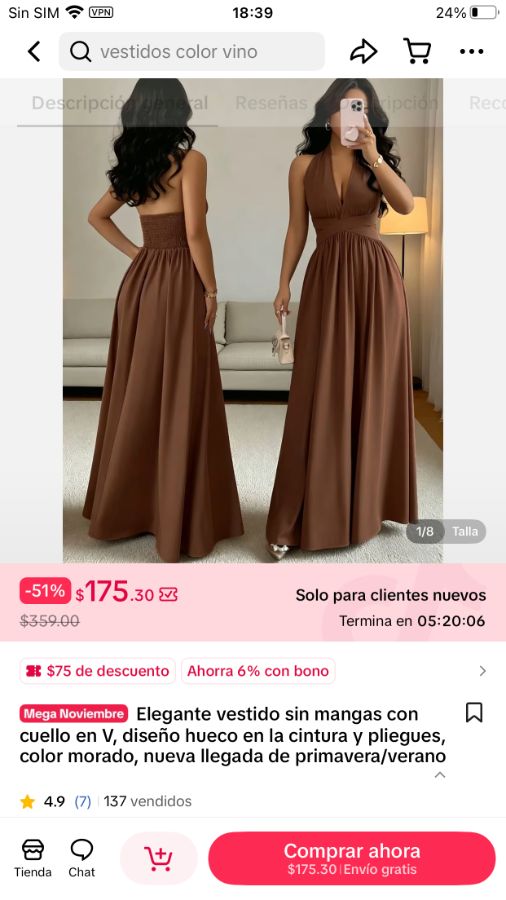 Sin SIM VPN 18:39 24%
vestidos color vino
Descripción general Reseñas Descripción Reco
1/8 Talla
-51% $175.30 Solo para clientes nuevos
$359.00 Termina en 05:20:06
$75 de descuento Ahorra 6% con bono
Mega Noviembre Elegante vestido sin mangas con
cuello en V, diseño hueco en la cintura y pliegues,
color morado, nueva llegada de primavera/verano
4.9 (7) 137 vendidos
Comprar ahora
Tienda Chat $175.30 Envío gratis